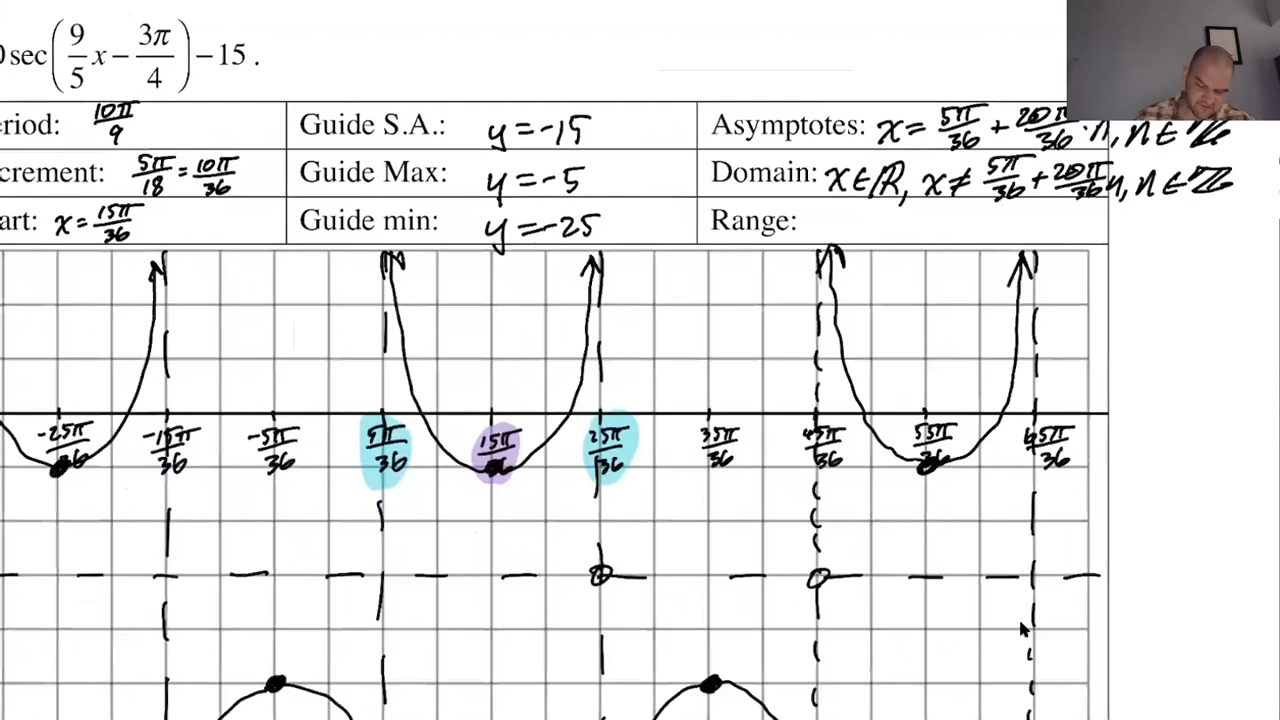 0 sec(9/5 x − 3π/4) − 15 .
eriod: 10π/9
Guide S.A.: y = -15
Asymptotes: x = 5π/36 + 20π/36 · n, n ∈ ℤ
crement: 5π/18 = 10π/36
Guide Max: y = -5
Domain: x ∈ ℝ, x ≠ 5π/36 + 20π/36 n, n ∈ ℤ
art: x = 15π/36
Guide min: y = -25
Range:
-25π/36 -15π/36 -5π/36 5π/36 15π/36 25π/36 35π/36 45π/36 55π/36 65π/36